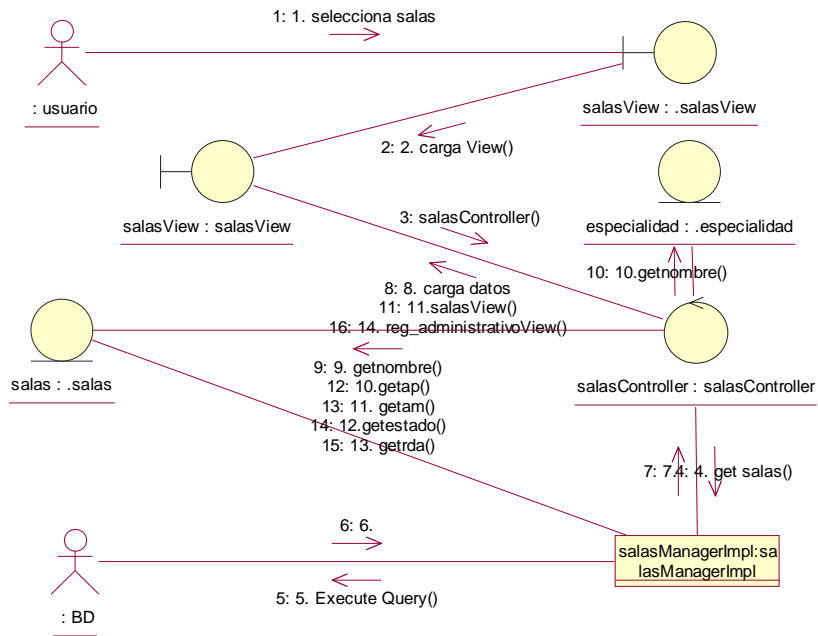 1: 1. selecciona salas
: usuario
salasView : .salasView
2: 2. carga View()
salasView : salasView
3: salasController()
especialidad : .especialidad
10: 10.getnombre()
8: 8. carga datos
11: 11.salasView()
16: 14. reg_administrativoView()
salas : .salas
9: 9. getnombre()
12: 10.getap()
13: 11. getam()
14: 12.getestado()
15: 13. getrda()
salasController : salasController
7: 7.
4: 4. get salas()
6: 6.
salasManagerImpl:sa
lasManagerImpl
5: 5. Execute Query()
: BD